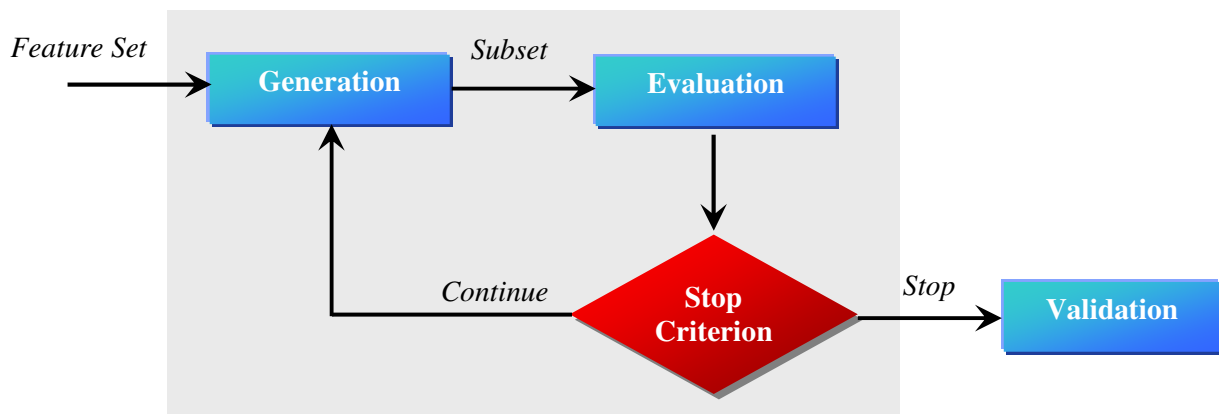 Feature Set
Generation
Subset
Evaluation
Continue
Stop
Criterion
Stop
Validation